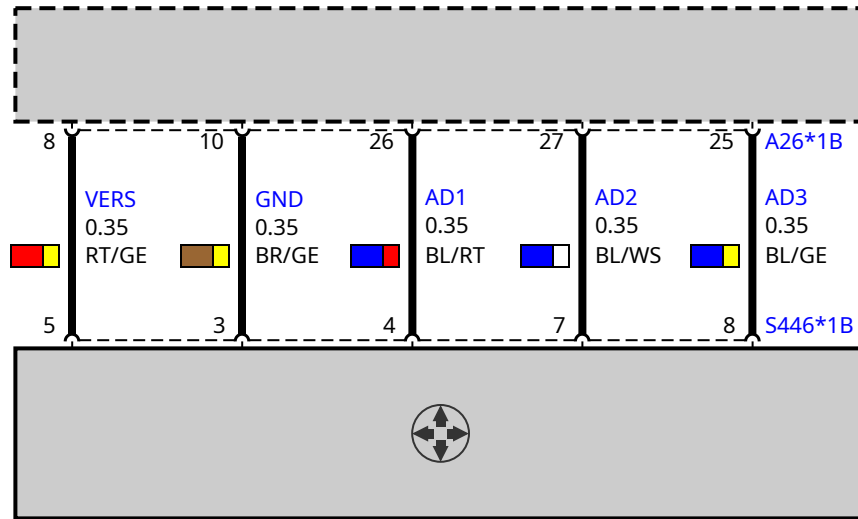 8 10 26 27 25 A26*1B
VERS GND AD1 AD2 AD3
0.35 0.35 0.35 0.35 0.35
RT/GE BR/GE BL/RT BL/WS BL/GE
5 3 4 7 8 S446*1B